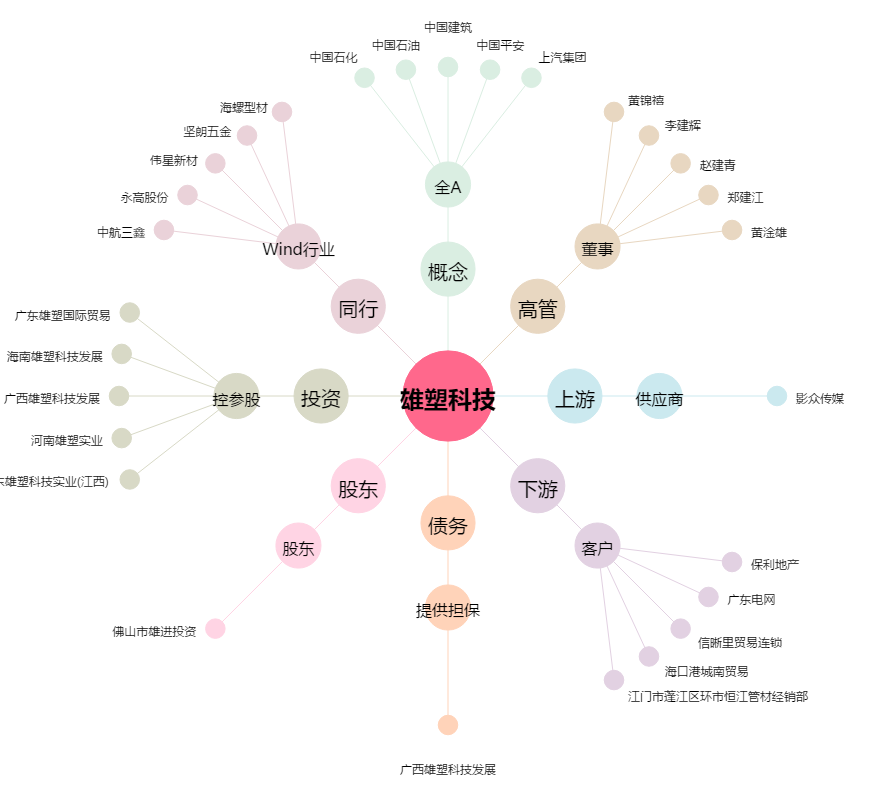 中国建筑
中国石油
中国平安
中国石化
上汽集团
海螺型材
黄锦禧
坚朗五金
李建辉
伟星新材
赵建青
全A
永高股份
郑建江
中航三鑫
黄淦雄
Wind行业
董事
概念
同行
高管
广东雄塑国际贸易
海南雄塑科技发展
广西雄塑科技发展
控参股
投资
雄塑科技
上游
供应商
影众传媒
河南雄塑实业
东雄塑科技实业(江西)
股东
下游
债务
股东
客户
保利地产
广东电网
提供担保
佛山市雄进投资
信晰里贸易连锁
海口港城南贸易
江门市蓬江区环市恒江管材经销部
广西雄塑科技发展